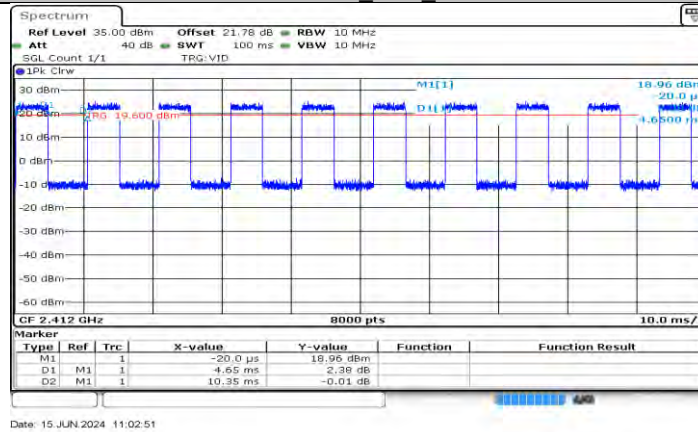 Spectrum
Ref Level 35.00 dBm Offset 21.78 dB RBW 10 MHz
Att 40 dB SWT 100 ms VBW 10 MHz
SGL Count 1/1 TRG:VID
1Pk Clrw
30 dBm M1[1] 18.96 dBm
-20.0 µ
20 dBm D1
TRG 19.600 dBm 4.6500 m
10 dBm
0 dBm
-10 d
-20 dBm
-30 dBm
-40 dBm
-50 dBm
-60 dBm
CF 2.412 GHz 8000 pts 10.0 ms/
Marker
Type Ref Trc X-value Y-value Function Function Result
M1 1 -20.0 µs 18.96 dBm
D1 M1 1 4.65 ms 2.38 dB
D2 M1 1 10.35 ms -0.01 dB
Date: 15.JUN.2024 11:02:51